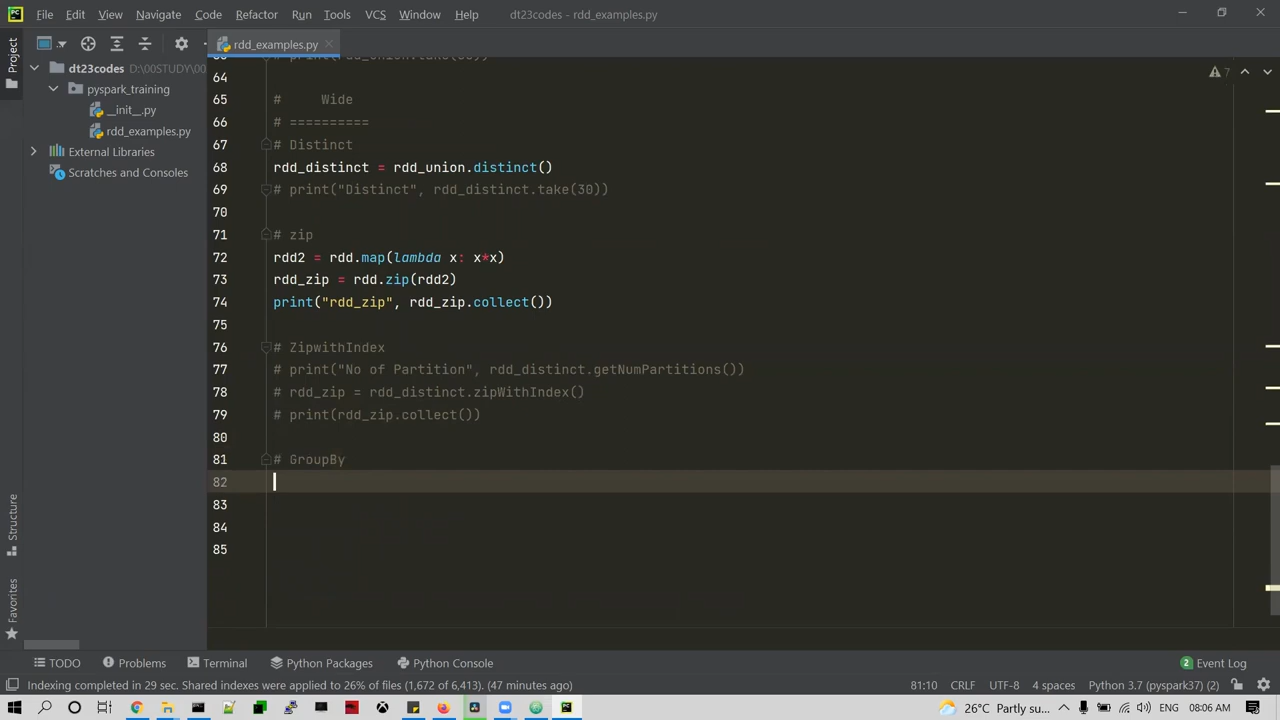 File Edit View Navigate Code Refactor Run Tools VCS Window Help dt23codes - rdd_examples.py
Project
rdd_examples.py
dt23codes D:\00STUDY\00
pyspark_training
__init__.py
rdd_examples.py
External Libraries
Scratches and Consoles
7
64
65 # Wide
66 # ==========
67 # Distinct
68 rdd_distinct = rdd_union.distinct()
69 # print("Distinct", rdd_distinct.take(30))
70
71 # zip
72 rdd2 = rdd.map(lambda x: x*x)
73 rdd_zip = rdd.zip(rdd2)
74 print("rdd_zip", rdd_zip.collect())
75
76 # ZipwithIndex
77 # print("No of Partition", rdd_distinct.getNumPartitions())
78 # rdd_zip = rdd_distinct.zipWithIndex()
79 # print(rdd_zip.collect())
80
81 # GroupBy
82
83
84
85
Structure
Favorites
TODO Problems Terminal Python Packages Python Console 2 Event Log
Indexing completed in 29 sec. Shared indexes were applied to 26% of files (1,672 of 6,413). (47 minutes ago) 81:10 CRLF UTF-8 4 spaces Python 3.7 (pyspark37) (2)
26°C Partly su... ENG 08:06 AM